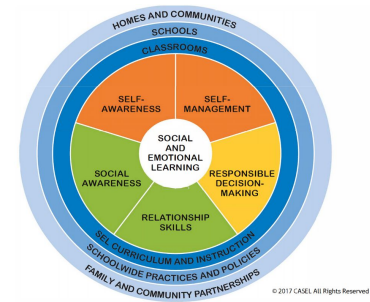 HOMES AND COMMUNITIES
SCHOOLS
CLASSROOMS
SELF-
AWARENESS
SELF-
MANAGEMENT
SOCIAL
AND
EMOTIONAL
LEARNING
SOCIAL
AWARENESS
RESPONSIBLE
DECISION-
MAKING
RELATIONSHIP
SKILLS
SEL CURRICULUM AND INSTRUCTION
SCHOOLWIDE PRACTICES AND POLICIES
FAMILY AND COMMUNITY PARTNERSHIPS
© 2017 CASEL All Rights Reserved